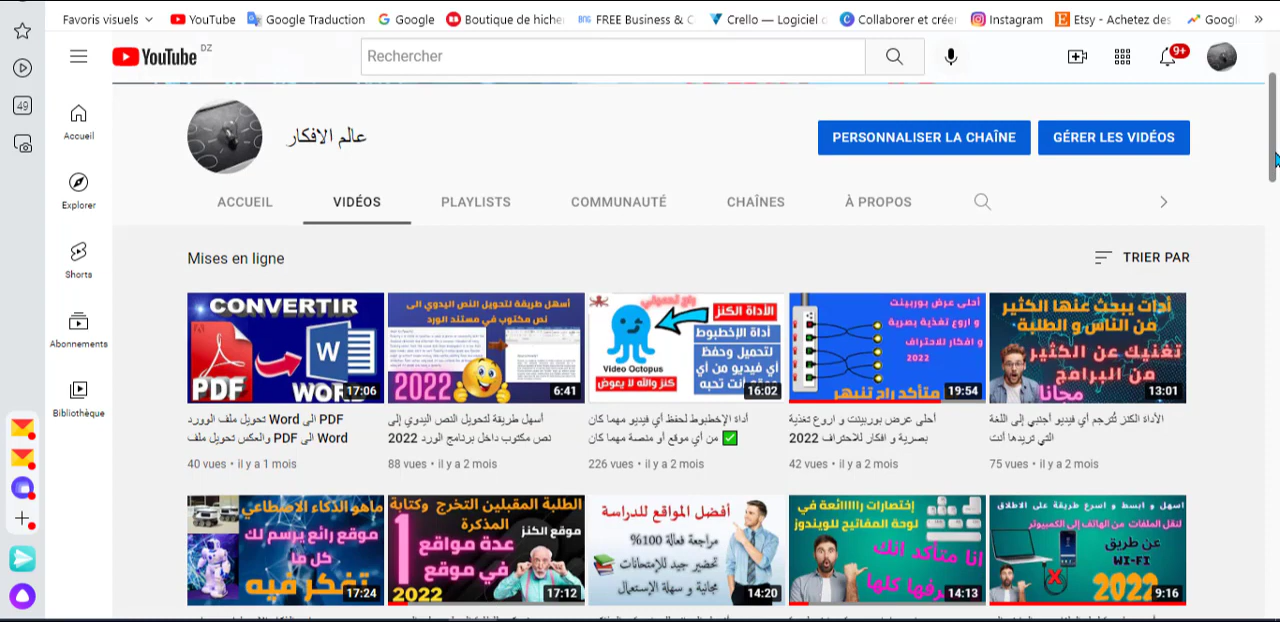 Favoris visuels
YouTube
Google Traduction
Google
Boutique de hiche
FREE Business & C
Crello — Logiciel d
Collaborer et créer
Instagram
Etsy - Achetez des
Googl
49
YouTube DZ
Rechercher
9+
Accueil
Explorer
Shorts
Abonnements
Bibliothèque
عالم الافكار
PERSONNALISER LA CHAÎNE
GÉRER LES VIDÉOS
ACCUEIL
VIDÉOS
PLAYLISTS
COMMUNAUTÉ
CHAÎNES
À PROPOS
Mises en ligne
TRIER PAR
CONVERTIR
PDF
W
WOR
17:06
PDF الى Word تحويل ملف الوورد
Word الى PDF والعكس تحويل ملف
40 vues • il y a 1 mois
أسهل طريقة لتحويل النص اليدوي الى
نص مكتوب في مستند الورد
2022
6:41
أسهل طريقة لتحويل النص اليدوي إلى
نص مكتوب داخل برنامج الورد 2022
88 vues • il y a 2 mois
راح تحميني
الأداة الكنز
أداة الإخطبوط
لتحميل وحفظ
أي فيديو من أي
أنت تحبه
Video Octopus
كنز والله لا يعوض
16:02
أداة الإخطبوط لحفظ أي فيديو مهما كان
من أي موقع أو منصة مهما كان ✅
226 vues • il y a 2 mois
أحلى عرض بوربينت
و اروع تغذية بصرية
و افكار للاحتراف
2022
متأكد راح تنبهر
19:54
أحلى عرض بوربينت و اروع تغذية
بصرية و افكار للاحتراف 2022
42 vues • il y a 2 mois
أدات يبحث عنها الكثير
من الناس و الطلبة
تغنيك عن الكثير
من البرامج
مجانا
13:01
الأداة الكنز تُترجم أي فيديو أجنبي إلى اللغة
التي تريدها أنت
75 vues • il y a 2 mois
ماهو الذكاء الاصطناعي
موقع رائع يرسم لك
كل ما
تفكر فيه
17:24
الطلبة المقبلين التخرج وكتابة
المذكرة
موقع الكنز
1
عدة مواقع
في موقع
2022
17:12
أفضل المواقع للدراسة
مراجعة فعالة 100%
تحضير جيد للإمتحانات
مجانية و سهلة الإستعمال
14:20
إختصارات رااااائعة في
لوحة المفاتيح للويندوز
انا متأكد انك
كلها
14:13
اسهل و ابسط و اسرع طريقة على الاطلاق
لنقل الملفات من الهاتف إلى الكمبيوتر
عن طريق
WI-FI
2022
9:16